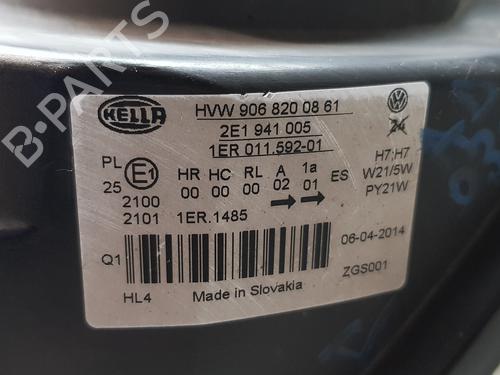 HELLA
HVW 906 820 08 61
2E1 941 005
1ER 011.592-01
24
PL E1 HR HC RL A 1a ES H7;H7
25 00 00 00 02 01 W21/5W
2100 PY21W
2101 1ER.1485
06-04-2014
Q1
ZGS001
HL4 Made in Slovakia
B-PARTS